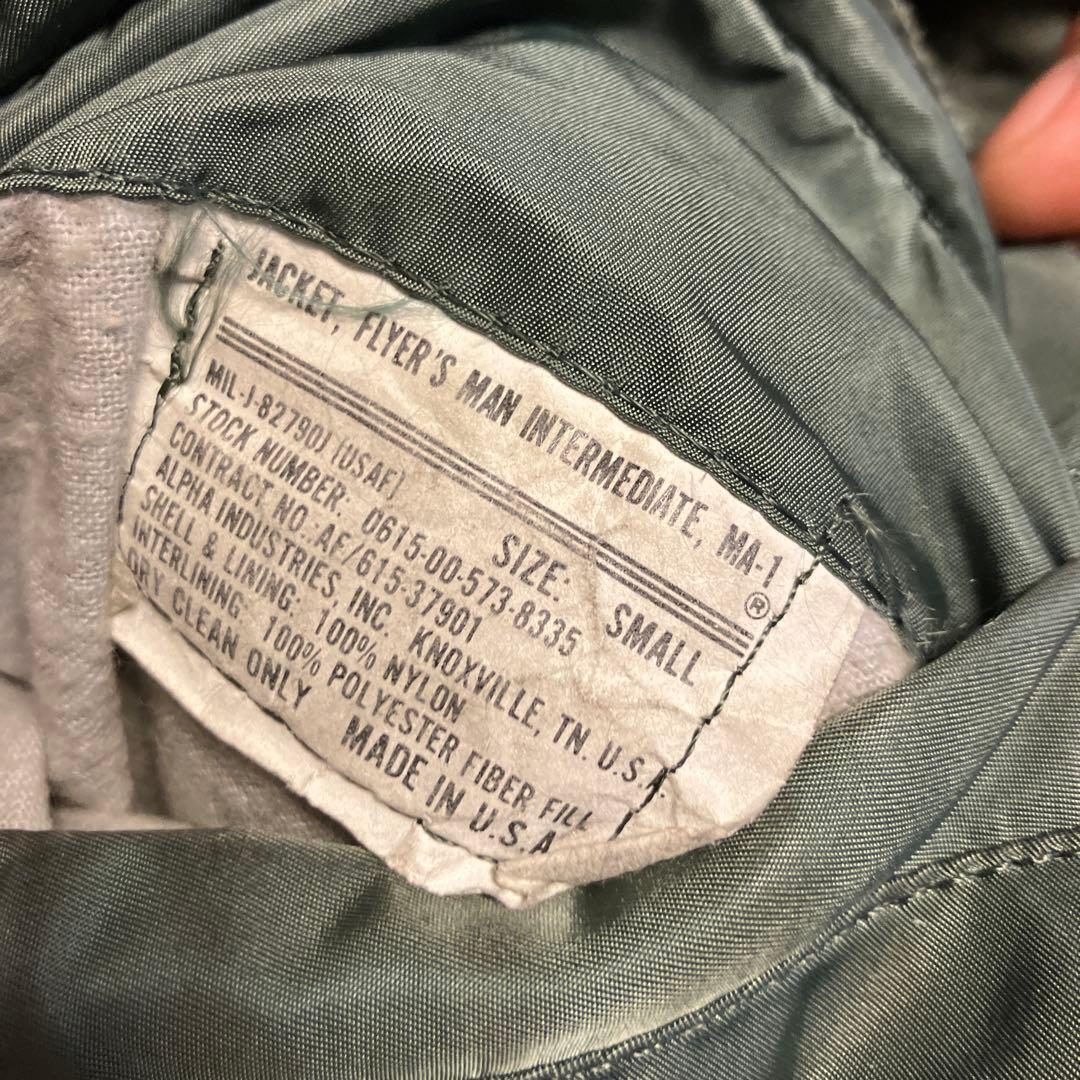 JACKET, FLYER'S MAN INTERMEDIATE, MA-1
®
SIZE: SMALL
MIL-J-82790J (USAF)
STOCK NUMBER: 0615-00-573-8335
CONTRACT NO. AF/615-37901
ALPHA INDUSTRIES INC. KNOXVILLE, TN. U.S.A.
SHELL & LINING: 100% NYLON
INTERLINING: 100% POLYESTER FIBER FILL
DRY CLEAN ONLY
MADE IN U.S.A